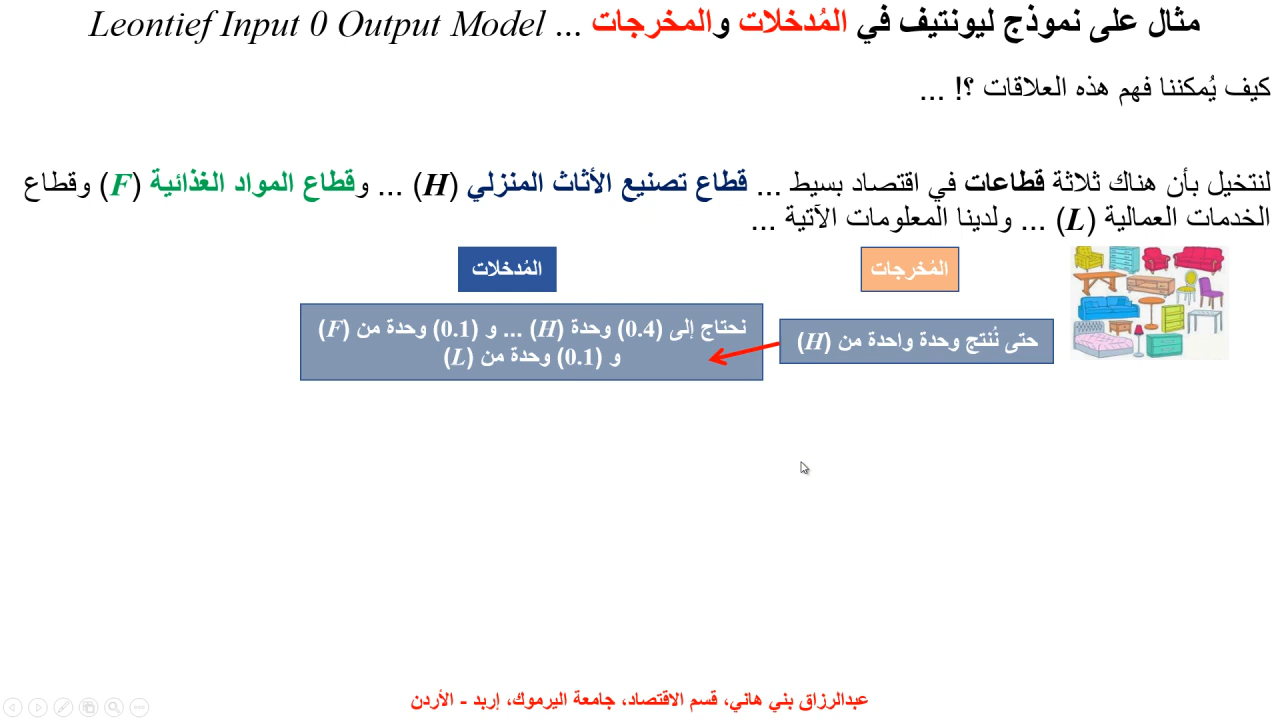 مثال على نموذج ليونتيف في المُدخلات والمخرجات ... Leontief Input 0 Output Model
كيف يُمكننا فهم هذه العلاقات ؟! ...
لنتخيل بأن هناك ثلاثة قطاعات في اقتصاد بسيط ... قطاع تصنيع الأثاث المنزلي (H) ... وقطاع المواد الغذائية (F) وقطاع
الخدمات العمالية (L) ... ولدينا المعلومات الآتية ...
المُخرجات
المُدخلات
حتى نُنتج وحدة واحدة من (H)
نحتاج إلى (0.4) وحدة (H) ... و (0.1) وحدة من (F)
و (0.1) وحدة من (L)
عبدالرزاق بني هاني، قسم الاقتصاد، جامعة اليرموك، إربد - الأردن